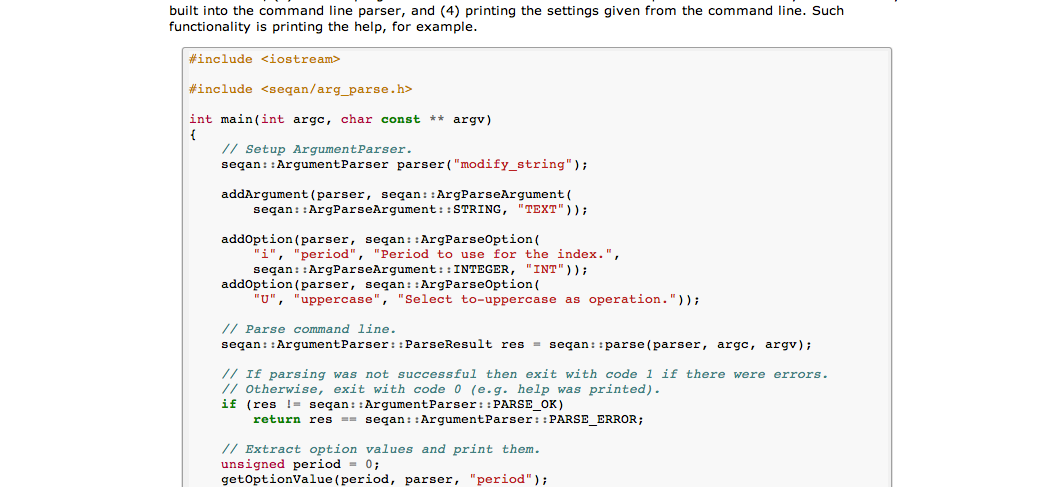 built into the command line parser, and (4) printing the settings given from the command line. Such
functionality is printing the help, for example.
#include <iostream>
#include <seqan/arg_parse.h>
int main(int argc, char const ** argv)
{
// Setup ArgumentParser.
seqan::ArgumentParser parser("modify_string");
addArgument(parser, seqan::ArgParseArgument(
seqan::ArgParseArgument::STRING, "TEXT"));
addOption(parser, seqan::ArgParseOption(
"i", "period", "Period to use for the index.",
seqan::ArgParseArgument::INTEGER, "INT"));
addOption(parser, seqan::ArgParseOption(
"U", "uppercase", "Select to-uppercase as operation."));
// Parse command line.
seqan::ArgumentParser::ParseResult res = seqan::parse(parser, argc, argv);
// If parsing was not successful then exit with code 1 if there were errors.
// Otherwise, exit with code 0 (e.g. help was printed).
if (res != seqan::ArgumentParser::PARSE_OK)
return res == seqan::ArgumentParser::PARSE_ERROR;
// Extract option values and print them.
unsigned period = 0;
getOptionValue(period, parser, "period");